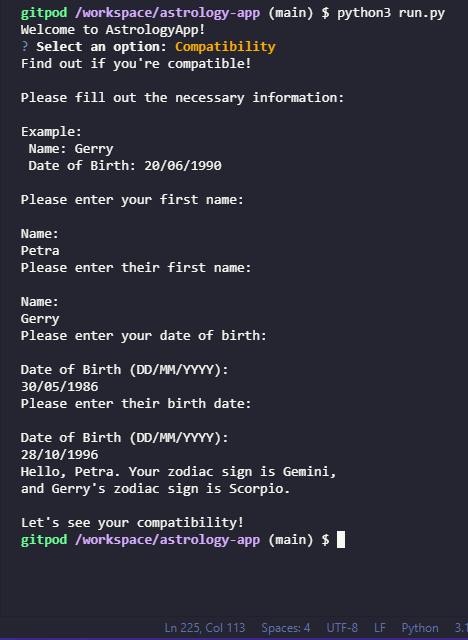 gitpod /workspace/astrology-app (main) $ python3 run.py
Welcome to AstrologyApp!
? Select an option: Compatibility
Find out if you're compatible!
Please fill out the necessary information:
Example:
Name: Gerry
Date of Birth: 20/06/1990
Please enter your first name:
Name:
Petra
Please enter their first name:
Name:
Gerry
Please enter your date of birth:
Date of Birth (DD/MM/YYYY):
30/05/1986
Please enter their birth date:
Date of Birth (DD/MM/YYYY):
28/10/1996
Hello, Petra. Your zodiac sign is Gemini,
and Gerry's zodiac sign is Scorpio.
Let's see your compatibility!
gitpod /workspace/astrology-app (main) $
Ln 225, Col 113 Spaces: 4 UTF-8 LF Python